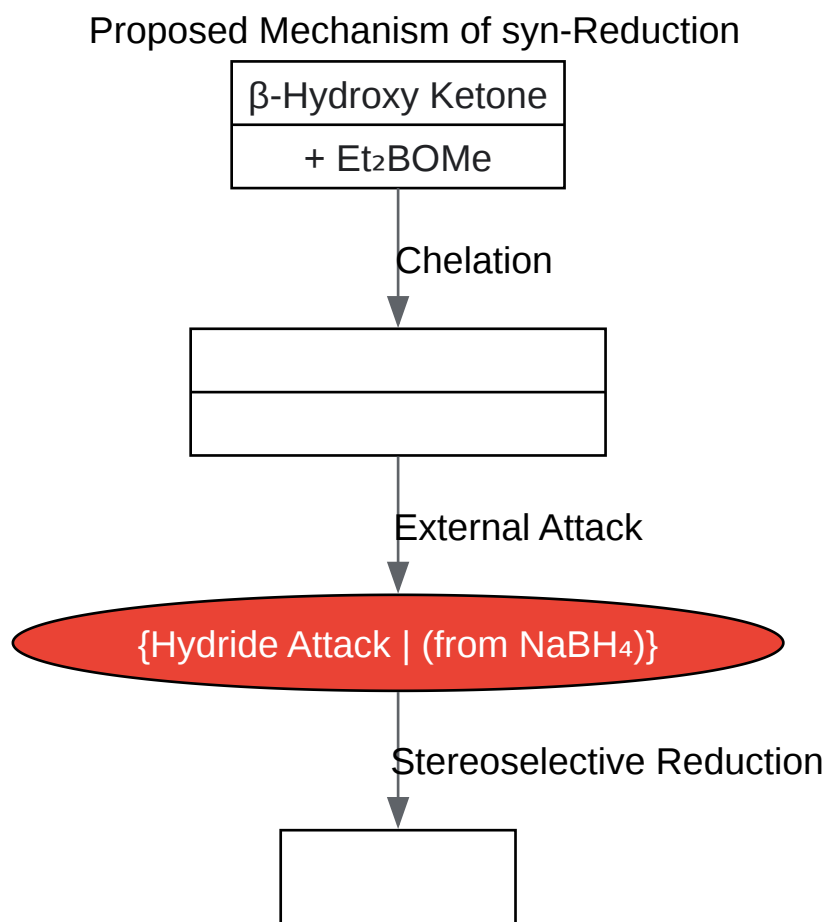 Proposed Mechanism of syn-Reduction
β-Hydroxy Ketone
+ Et₂BOMe
Chelation
External Attack
{Hydride Attack | (from NaBH₄)}
Stereoselective Reduction